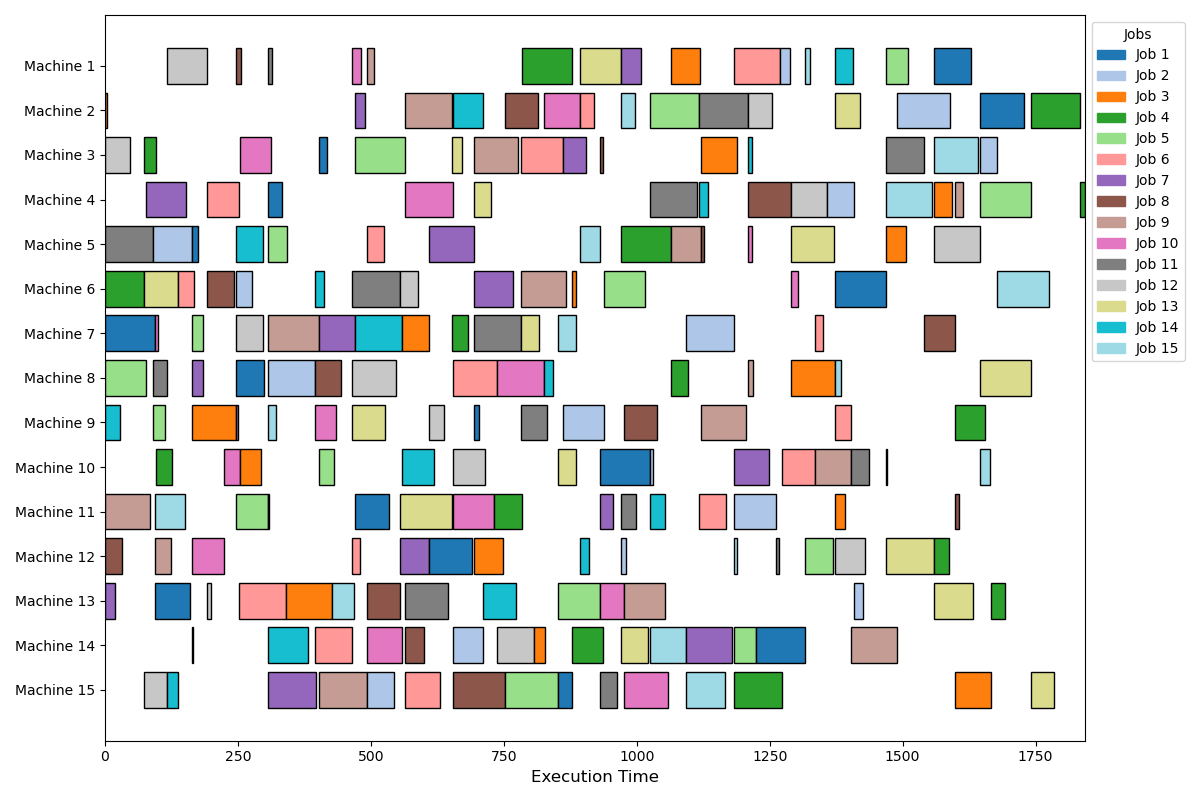 Machine 1
Machine 2
Machine 3
Machine 4
Machine 5
Machine 6
Machine 7
Machine 8
Machine 9
Machine 10
Machine 11
Machine 12
Machine 13
Machine 14
Machine 15
0 250 500 750 1000 1250 1500 1750
Execution Time
Jobs
Job 1
Job 2
Job 3
Job 4
Job 5
Job 6
Job 7
Job 8
Job 9
Job 10
Job 11
Job 12
Job 13
Job 14
Job 15